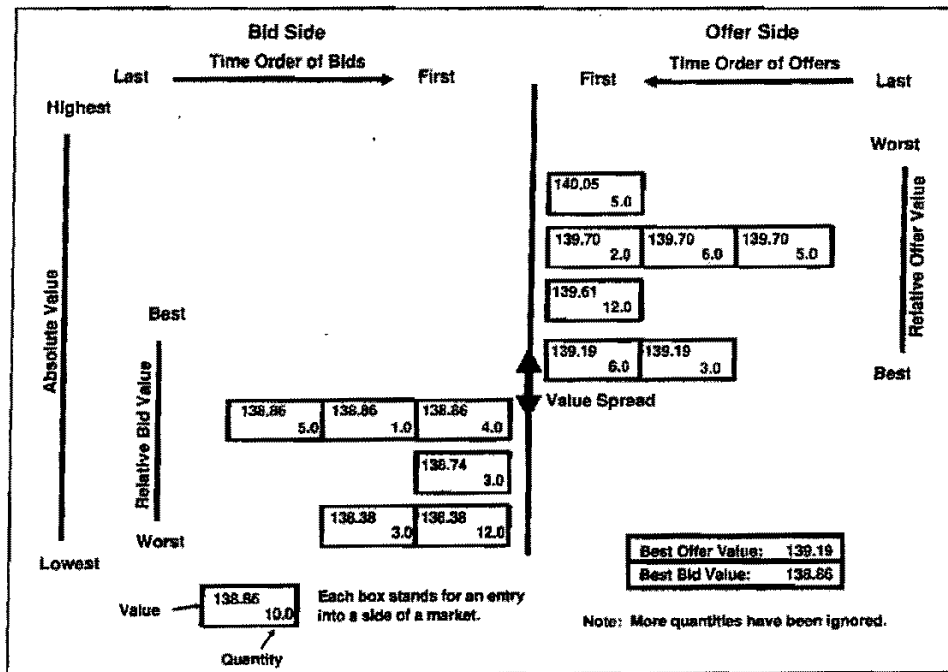 Bid Side
Offer Side
Time Order of Bids
Time Order of Offers
Last
First
First
Last
Highest
Worst
140.05
5.0
139.70 139.70 139.70
2.0 6.0 5.0
139.61
12.0
Best
139.19 139.19
6.0 3.0
Best
Value Spread
138.86 138.86 138.86
5.0 1.0 4.0
138.74
3.0
138.38 138.38
3.0 12.0
Worst
Lowest
Absolute Value
Relative Bid Value
Relative Offer Value
Best Offer Value: 139.19
Best Bid Value: 138.86
Value
138.86
10.0
Quantity
Each box stands for an entry
into a side of a market.
Note: More quantities have been ignored.